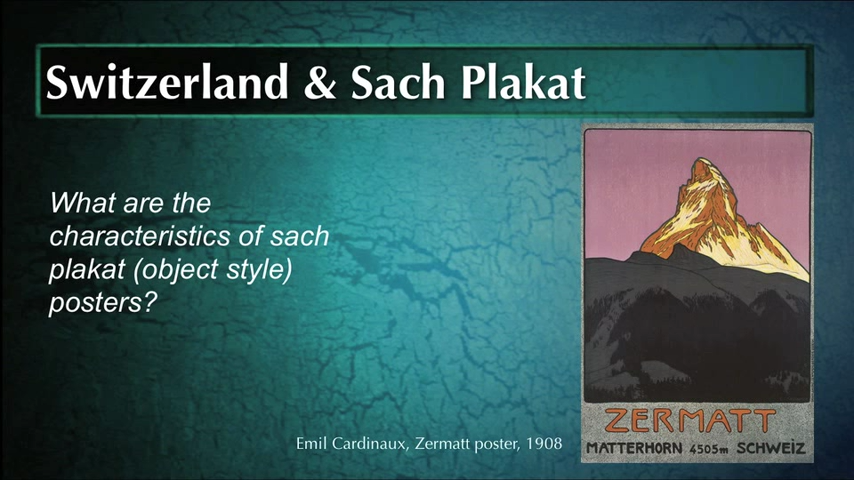 Switzerland & Sach Plakat
What are the
characteristics of sach
plakat (object style)
posters?
Emil Cardinaux, Zermatt poster, 1908
ZERMATT
MATTERHORN 4505m SCHWEIZ